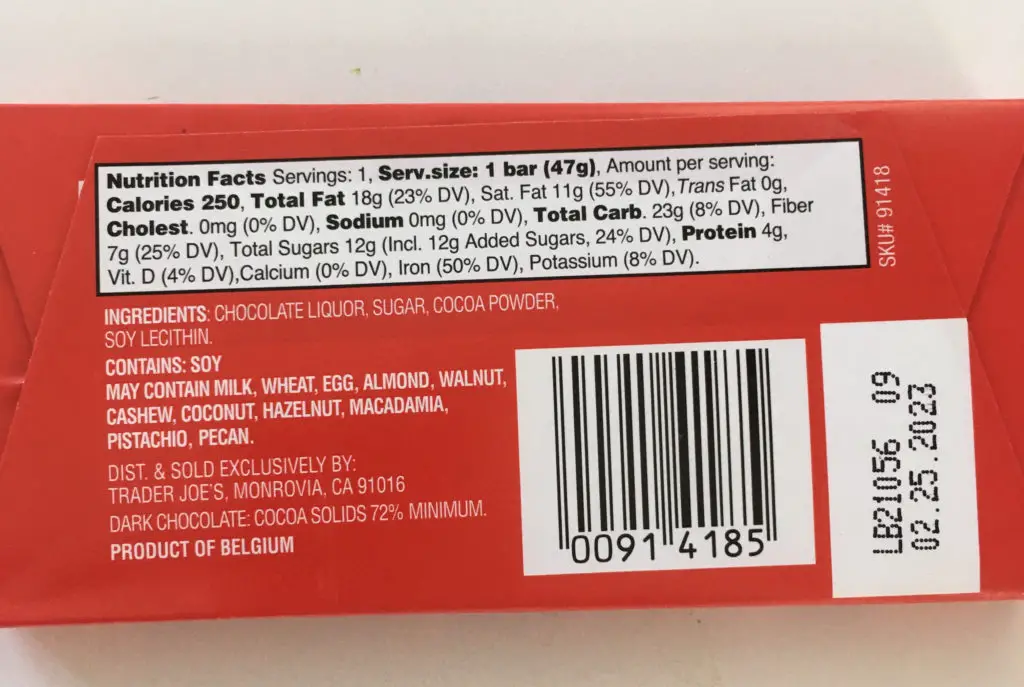 Nutrition Facts Servings: 1, Serv.size: 1 bar (47g), Amount per serving:
Calories 250, Total Fat 18g (23% DV), Sat. Fat 11g (55% DV), Trans Fat 0g,
Cholest. 0mg (0% DV), Sodium 0mg (0% DV), Total Carb. 23g (8% DV), Fiber
7g (25% DV), Total Sugars 12g (Incl. 12g Added Sugars, 24% DV), Protein 4g,
Vit. D (4% DV),Calcium (0% DV), Iron (50% DV), Potassium (8% DV).
SKU# 91418
INGREDIENTS: CHOCOLATE LIQUOR, SUGAR, COCOA POWDER,
SOY LECITHIN.
CONTAINS: SOY
MAY CONTAIN MILK, WHEAT, EGG, ALMOND, WALNUT,
CASHEW, COCONUT, HAZELNUT, MACADAMIA,
PISTACHIO, PECAN.
DIST. & SOLD EXCLUSIVELY BY:
TRADER JOE'S, MONROVIA, CA 91016
DARK CHOCOLATE: COCOA SOLIDS 72% MINIMUM.
PRODUCT OF BELGIUM
0091 4185
LB21056 09
02.25.2023